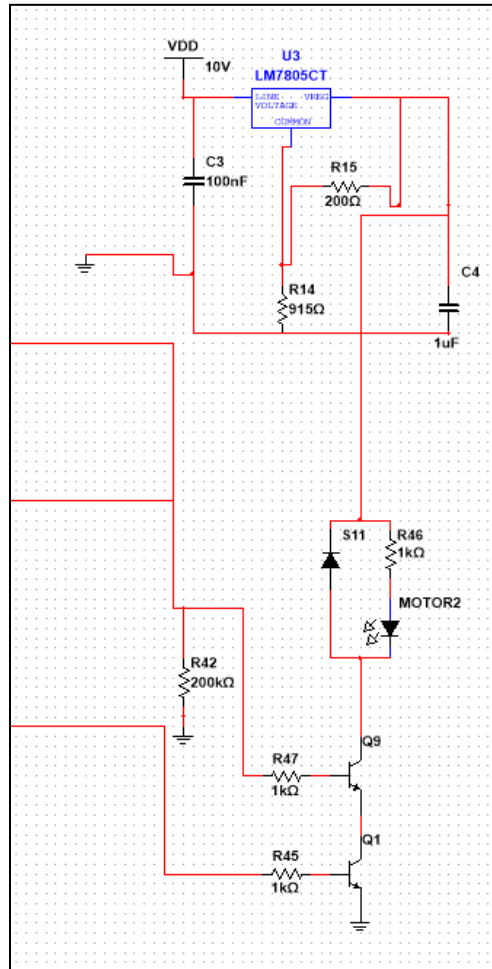 VDD
10V
U3
LM7805CT
LINE VREG
VOLTAGE
COMMON
C3
100nF
R15
200Ω
R14
915Ω
C4
1uF
S11
R46
1kΩ
MOTOR2
R42
200kΩ
Q9
R47
1kΩ
Q1
R45
1kΩ